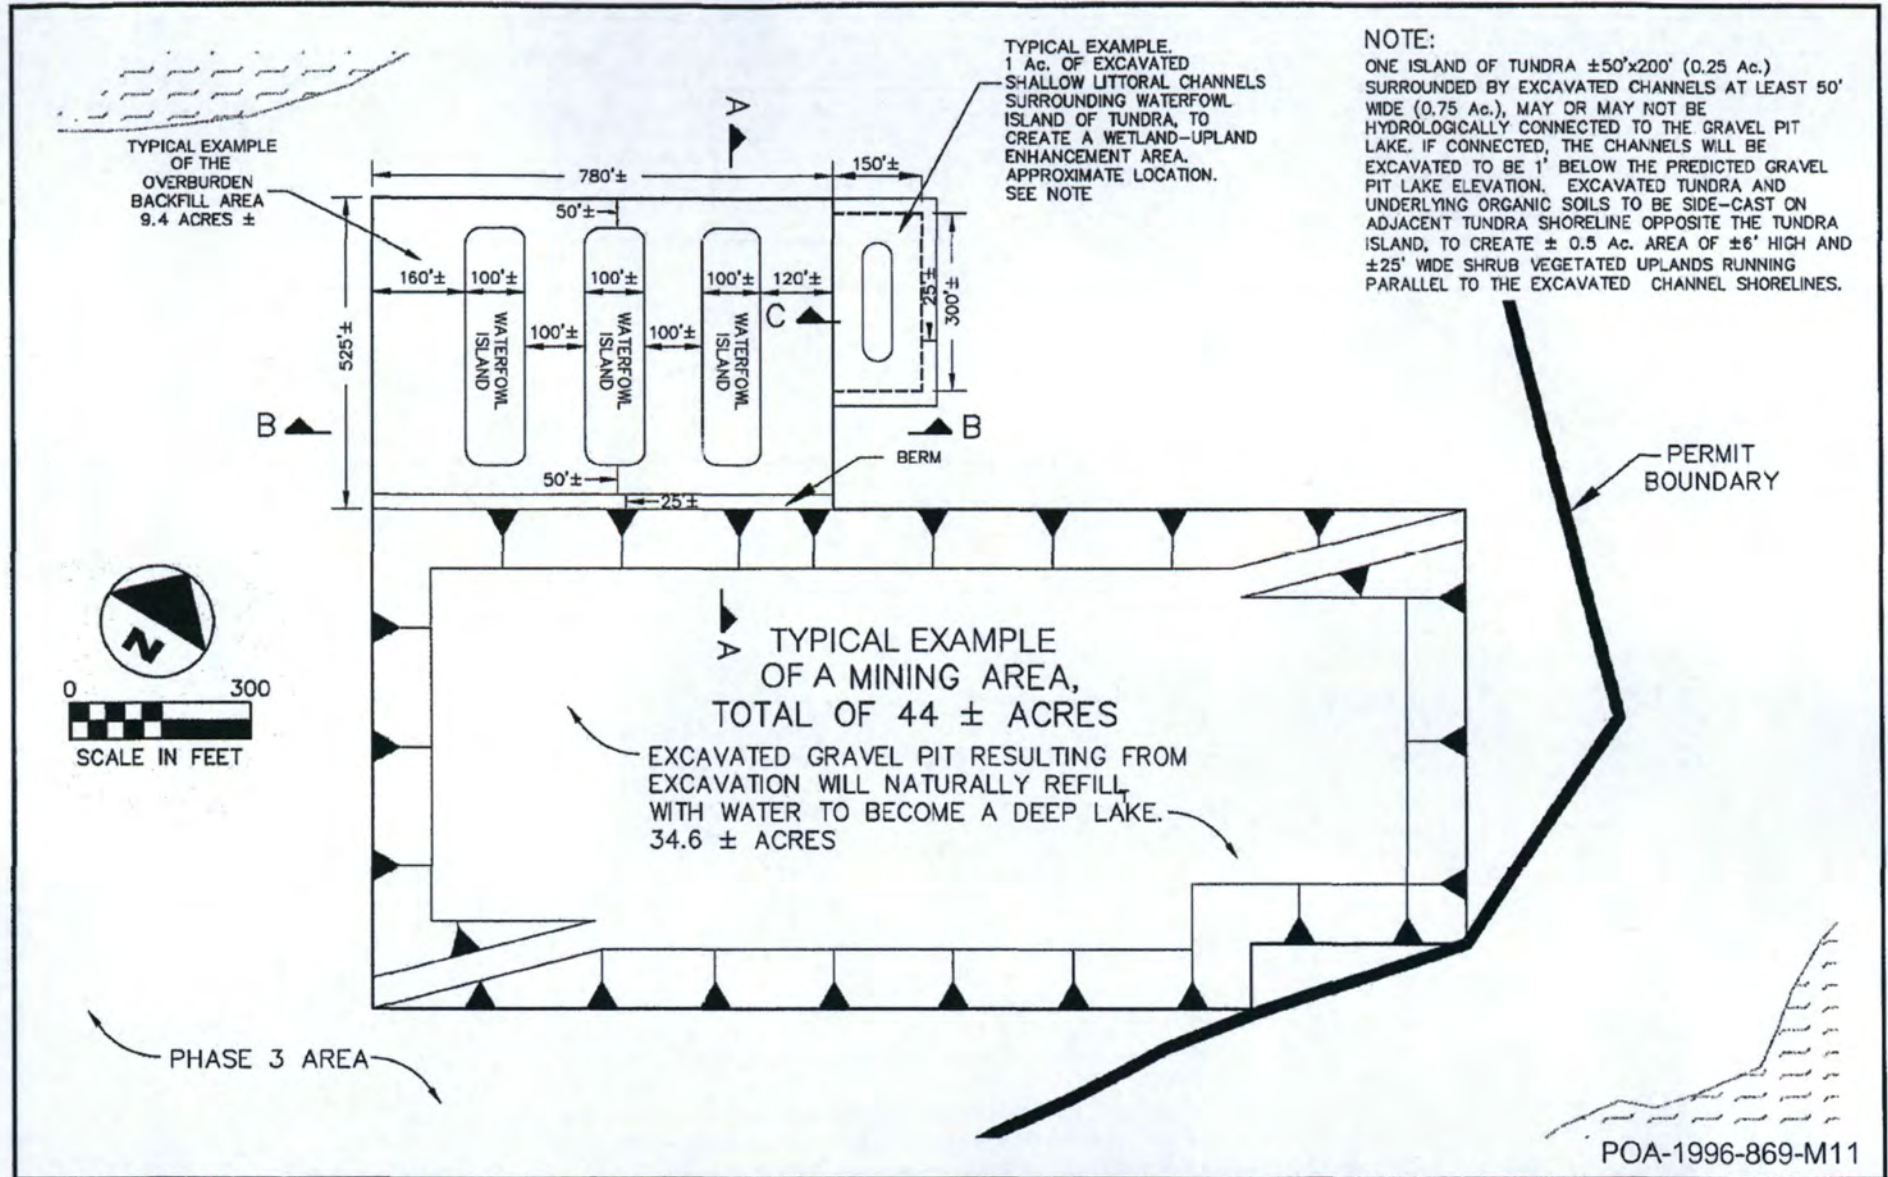 TYPICAL EXAMPLE
OF THE
OVERBURDEN
BACKFILL AREA
9.4 ACRES ±
TYPICAL EXAMPLE.
1 Ac. OF EXCAVATED
SHALLOW LITTORAL CHANNELS
SURROUNDING WATERFOWL
ISLAND OF TUNDRA, TO
CREATE A WETLAND-UPLAND
ENHANCEMENT AREA.
APPROXIMATE LOCATION.
SEE NOTE
NOTE:
ONE ISLAND OF TUNDRA ±50'x200' (0.25 Ac.)
SURROUNDED BY EXCAVATED CHANNELS AT LEAST 50'
WIDE (0.75 Ac.), MAY OR MAY NOT BE
HYDROLOGICALLY CONNECTED TO THE GRAVEL PIT
LAKE. IF CONNECTED, THE CHANNELS WILL BE
EXCAVATED TO BE 1' BELOW THE PREDICTED GRAVEL
PIT LAKE ELEVATION. EXCAVATED TUNDRA AND
UNDERLYING ORGANIC SOILS TO BE SIDE-CAST ON
ADJACENT TUNDRA SHORELINE OPPOSITE THE TUNDRA
ISLAND, TO CREATE ± 0.5 Ac. AREA OF ±6' HIGH AND
±25' WIDE SHRUB VEGETATED UPLANDS RUNNING
PARALLEL TO THE EXCAVATED CHANNEL SHORELINES.
A
780'±
150'±
50'±
160'±
100'±
100'±
100'±
120'±
25'±
300'±
C
525'±
100'±
100'±
WATERFOWL
ISLAND
WATERFOWL
ISLAND
WATERFOWL
ISLAND
B
B
BERM
50'±
25'±
PERMIT
BOUNDARY
N
0 300
SCALE IN FEET
A
TYPICAL EXAMPLE
OF A MINING AREA,
TOTAL OF 44 ± ACRES
EXCAVATED GRAVEL PIT RESULTING FROM
EXCAVATION WILL NATURALLY REFILL
WITH WATER TO BECOME A DEEP LAKE.
34.6 ± ACRES
PHASE 3 AREA
POA-1996-869-M11